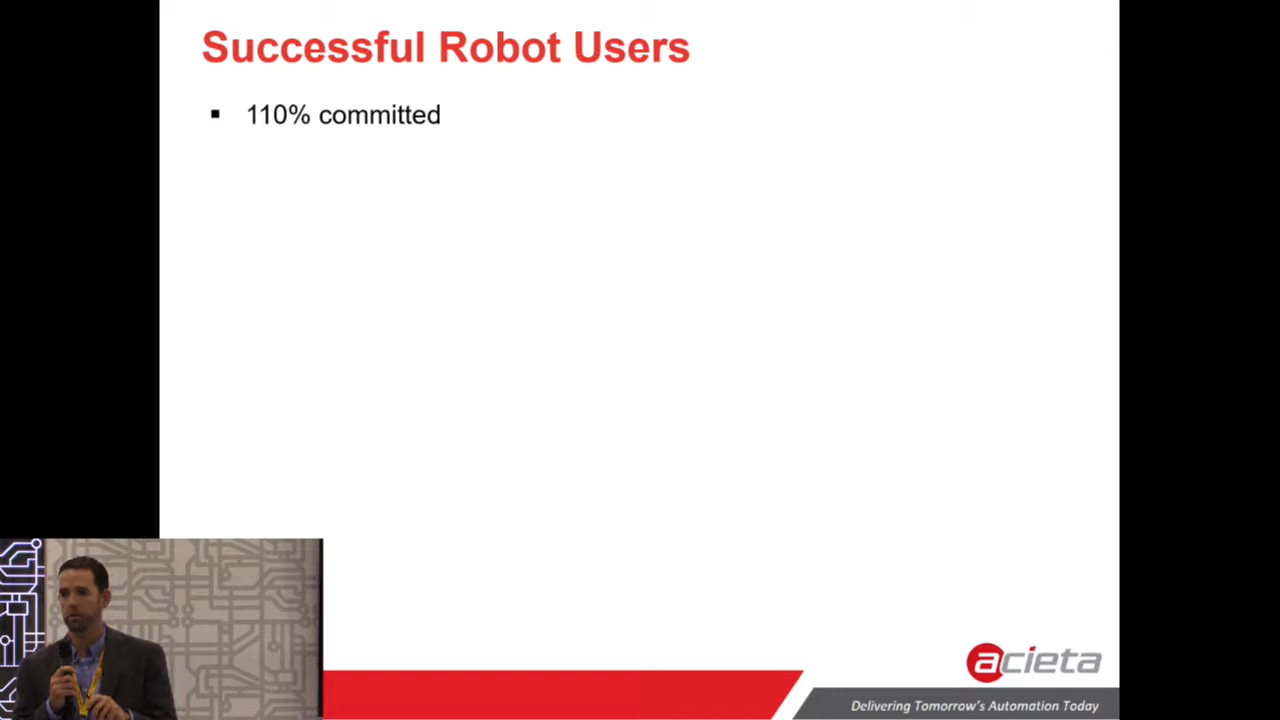 Successful Robot Users
▪ 110% committed
acieta
Delivering Tomorrow's Automation Today